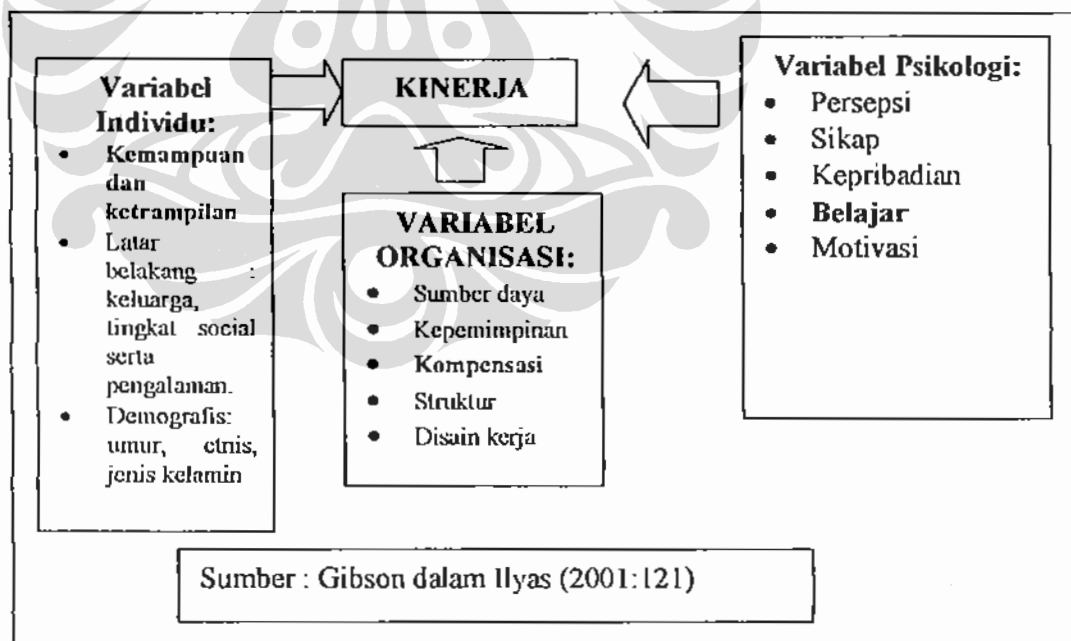 Variabel
Individu:
• Kemampuan
dan
ketrampilan
• Latar
belakang :
keluarga,
tingkat social
serta
pengalaman.
• Demografis:
umur, etnis,
jenis kelamin
KINERJA
VARIABEL
ORGANISASI:
• Sumber daya
• Kepemimpinan
• Kompensasi
• Struktur
• Disain kerja
Variabel Psikologi:
• Persepsi
• Sikap
• Kepribadian
• Belajar
• Motivasi
Sumber : Gibson dalam Ilyas (2001:121)